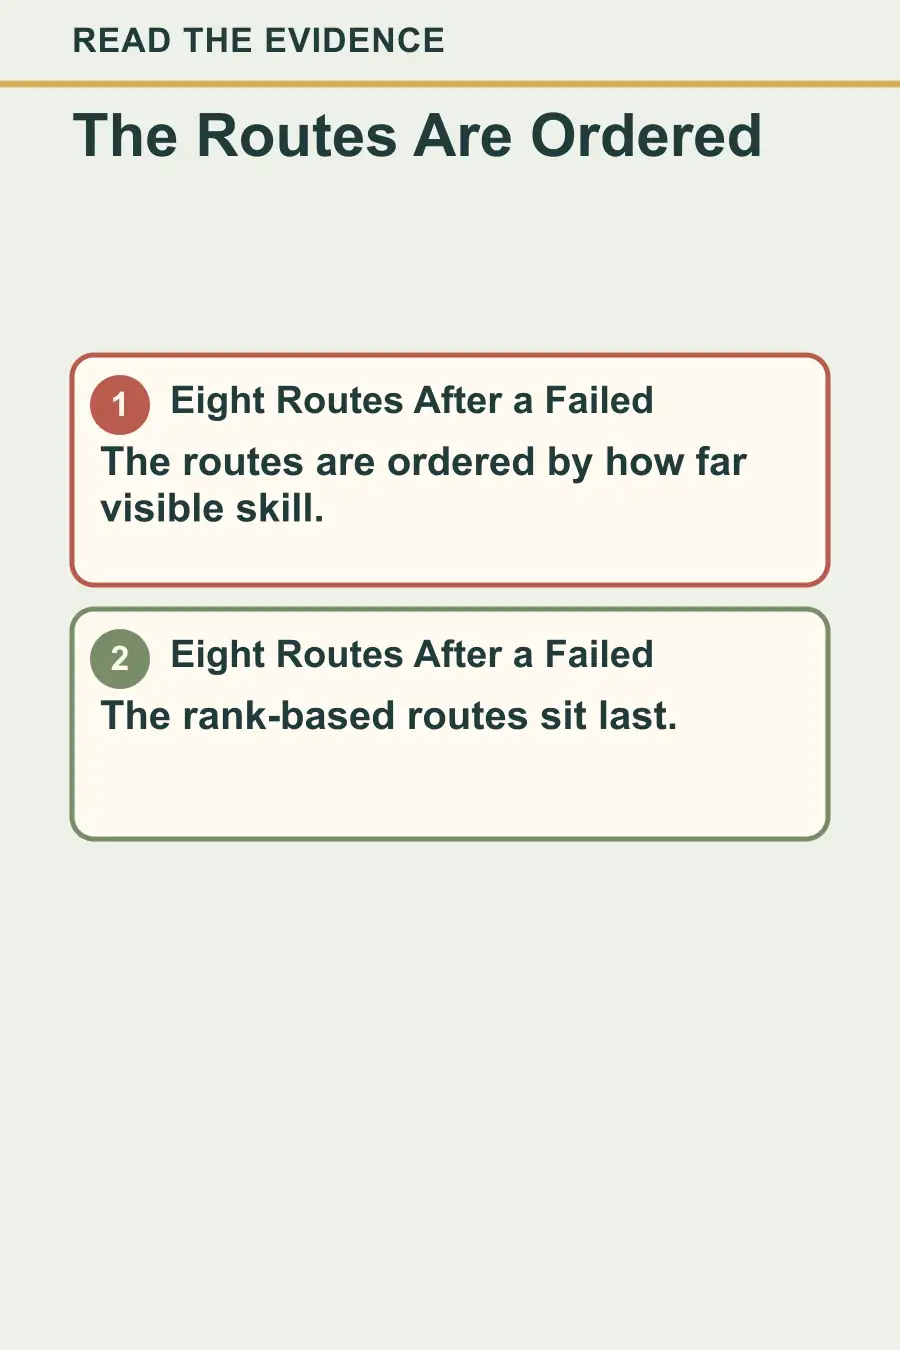 READ THE EVIDENCE
The Routes Are Ordered
1 Eight Routes After a Failed
The routes are ordered by how far
visible skill.
2 Eight Routes After a Failed
The rank-based routes sit last.